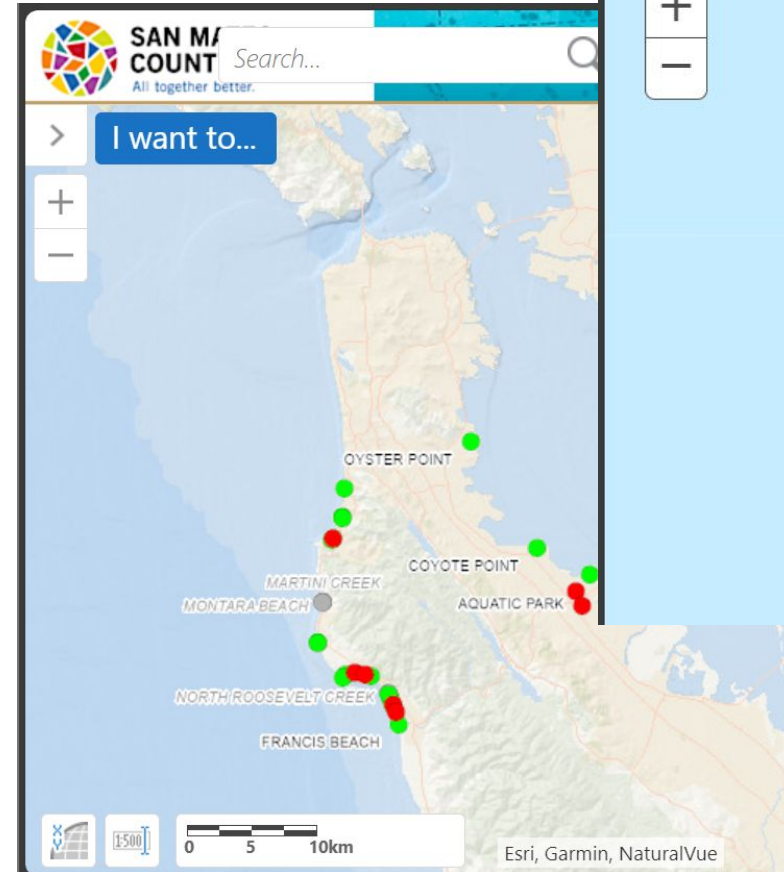 SAN MA
COUNT
All together better.
Search...
I want to...
OYSTER POINT
COYOTE POINT
MARTINI CREEK
MONTARA BEACH
AQUATIC PARK
NORTH ROOSEVELT CREEK
FRANCIS BEACH
X,Y
1:500
0 5 10km
Esri, Garmin, NaturalVue